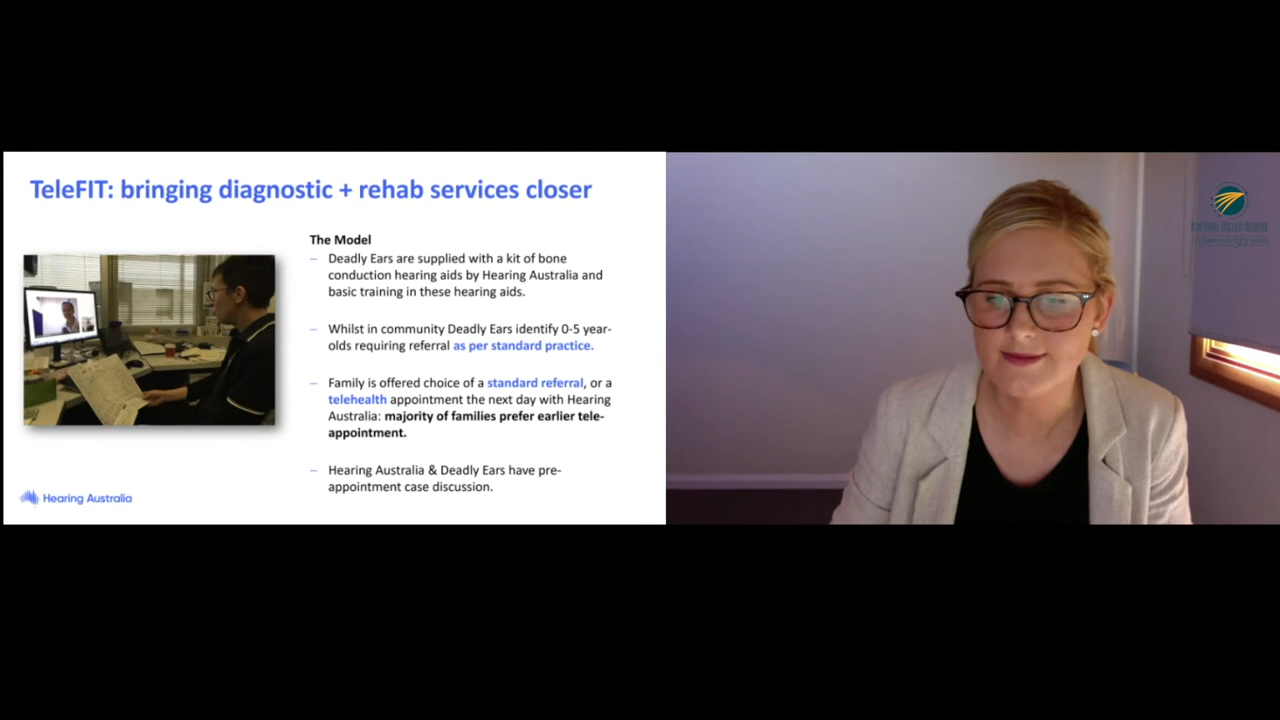 TeleFIT: bringing diagnostic + rehab services closer
The Model
– Deadly Ears are supplied with a kit of bone
conduction hearing aids by Hearing Australia and
basic training in these hearing aids.
– Whilst in community Deadly Ears identify 0-5 year-
olds requiring referral as per standard practice.
– Family is offered choice of a standard referral, or a
telehealth appointment the next day with Hearing
Australia: majority of families prefer earlier tele-
appointment.
– Hearing Australia & Deadly Ears have pre-
appointment case discussion.
Hearing Australia